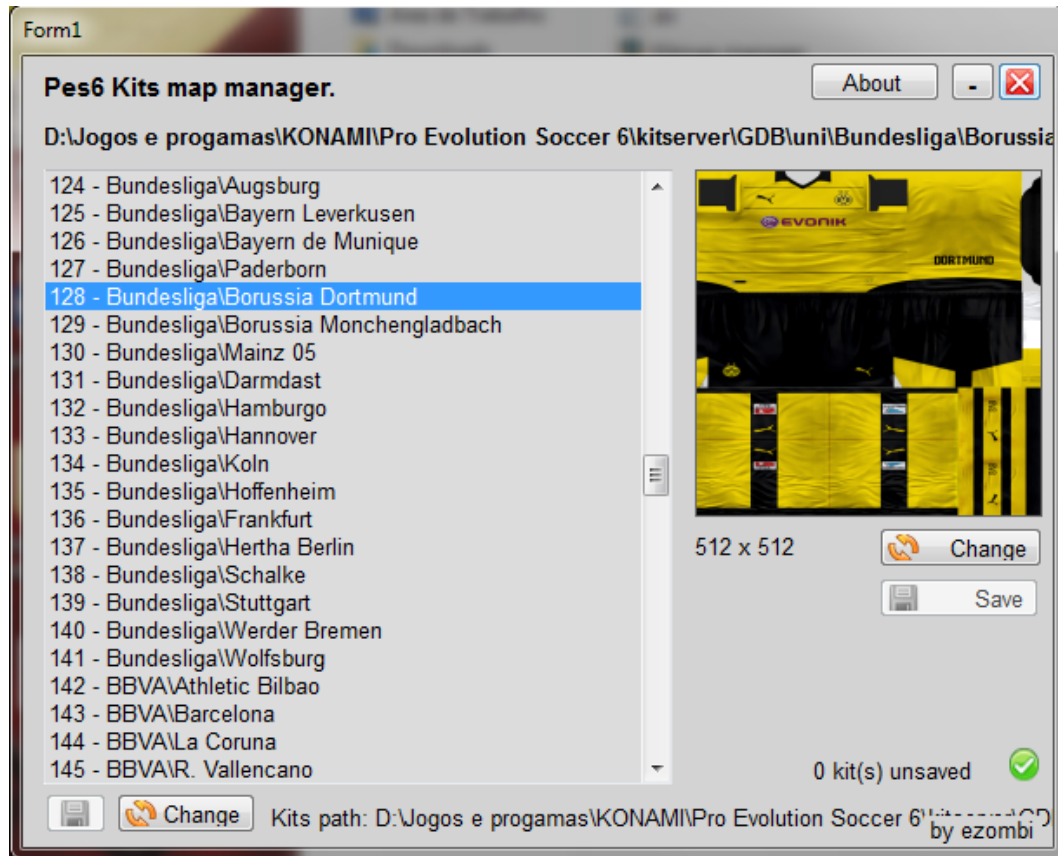 Form1
Pes6 Kits map manager.
About
-
D:\Jogos e progamas\KONAMI\Pro Evolution Soccer 6\kitserver\GDB\uni\Bundesliga\Borussia
124 - Bundesliga\Augsburg
125 - Bundesliga\Bayern Leverkusen
126 - Bundesliga\Bayern de Munique
127 - Bundesliga\Paderborn
128 - Bundesliga\Borussia Dortmund
129 - Bundesliga\Borussia Monchengladbach
130 - Bundesliga\Mainz 05
131 - Bundesliga\Darmdast
132 - Bundesliga\Hamburgo
133 - Bundesliga\Hannover
134 - Bundesliga\Koln
135 - Bundesliga\Hoffenheim
136 - Bundesliga\Frankfurt
137 - Bundesliga\Hertha Berlin
138 - Bundesliga\Schalke
139 - Bundesliga\Stuttgart
140 - Bundesliga\Werder Bremen
141 - Bundesliga\Wolfsburg
142 - BBVA\Athletic Bilbao
143 - BBVA\Barcelona
144 - BBVA\La Coruna
145 - BBVA\R. Vallencano
EVONIK
DORTMUND
512 x 512
Change
Save
0 kit(s) unsaved
Change
Kits path: D:\Jogos e progamas\KONAMI\Pro Evolution Soccer 6\
by ezombi